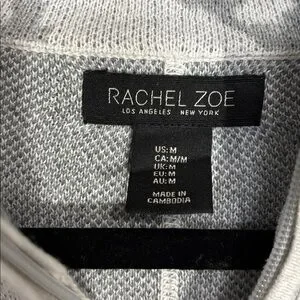 RACHEL ZOE
LOS ANGELES NEW YORK
US: M
CA: M/M
UK: M
EU: M
AU: M
MADE IN
CAMBODIA